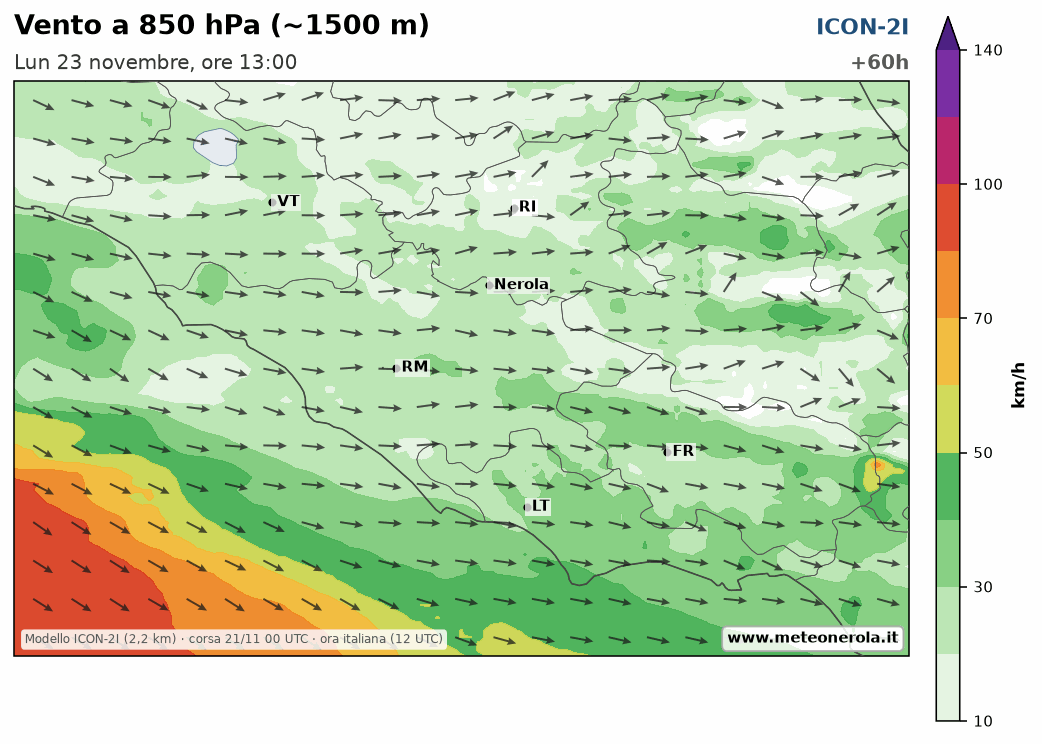 Vento a 850 hPa (~1500 m)
ICON-2I
Lun 23 novembre, ore 13:00
+60h
VT
RI
Nerola
RM
FR
LT
Modello ICON-2I (2,2 km) · corsa 21/11 00 UTC · ora italiana (12 UTC)
www.meteonerola.it
140
100
70
50
30
10
km/h